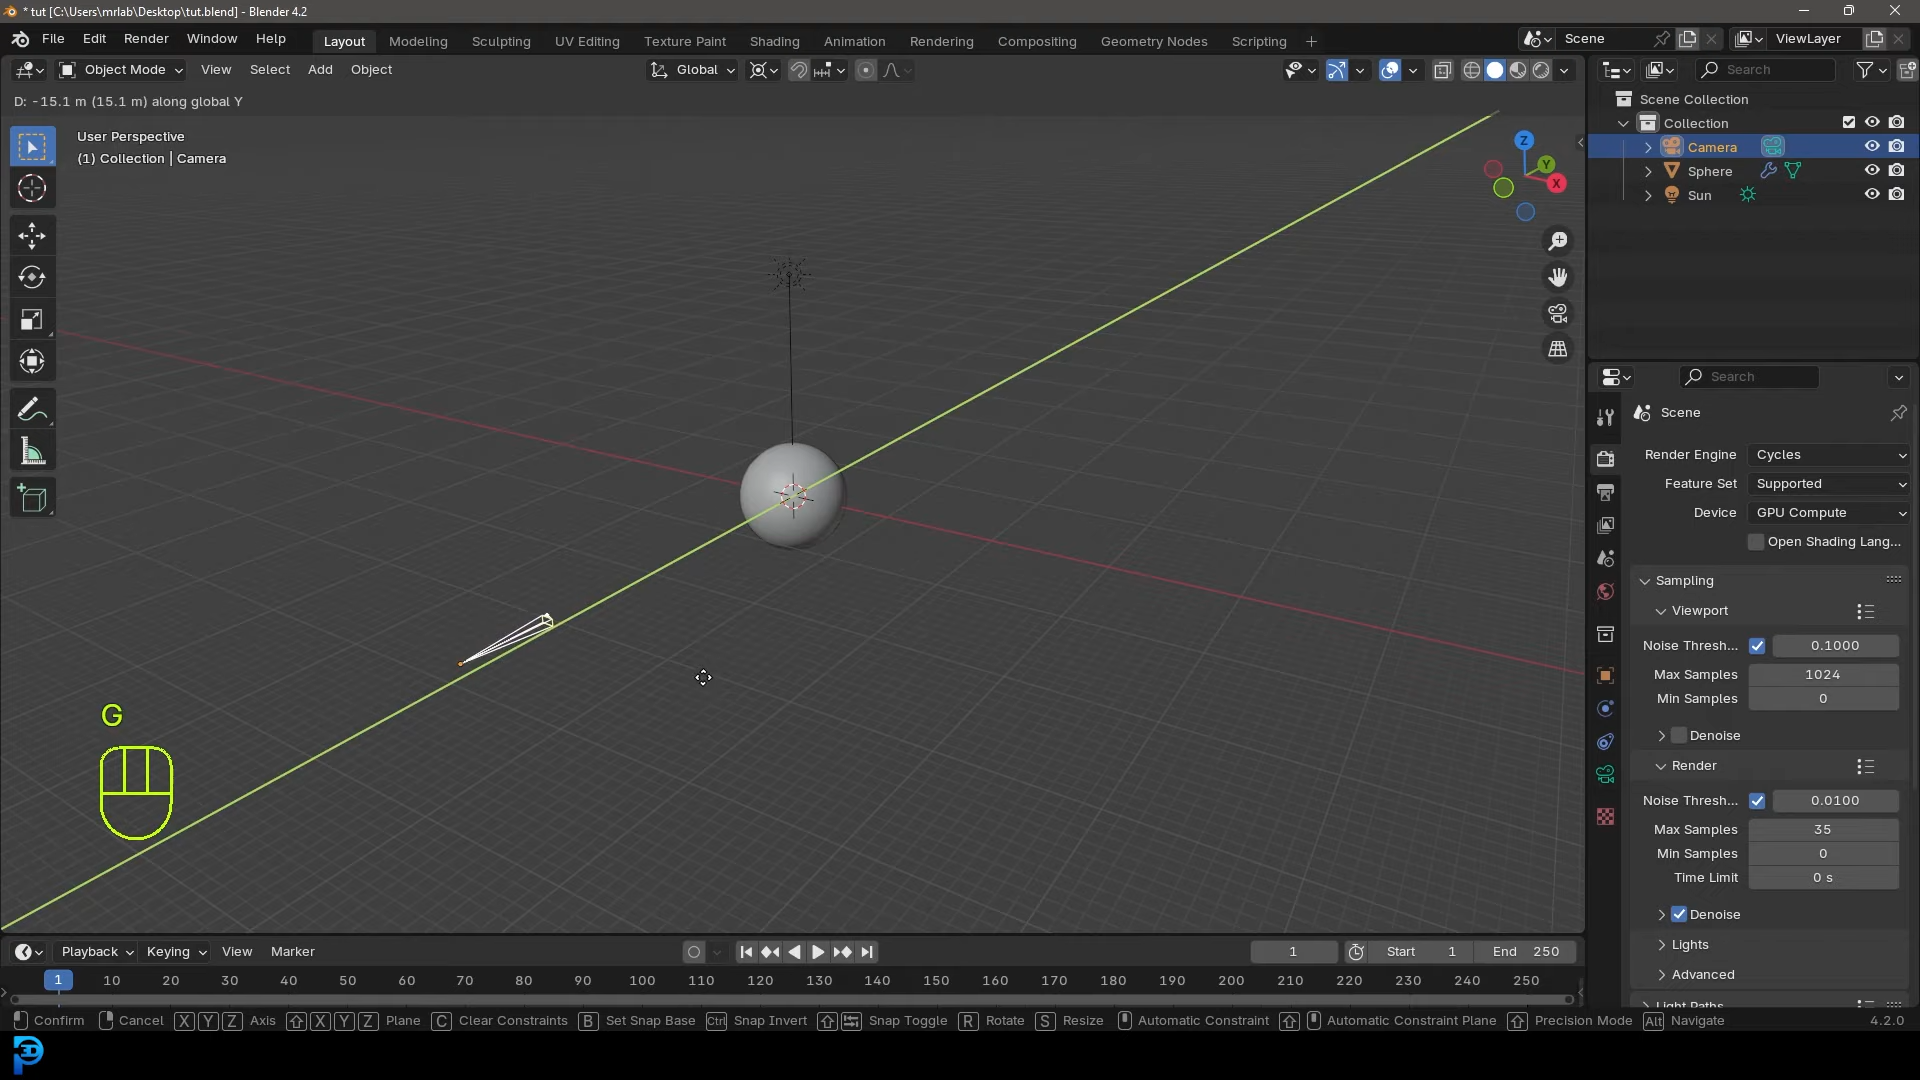 * tut [C:\Users\mrlab\Desktop\tut.blend] - Blender 4.2
File Edit Render Window Help Layout Modeling Sculpting UV Editing Texture Paint Shading Animation Rendering Compositing Geometry Nodes Scripting + Scene ViewLayer
Object Mode View Select Add Object Global Search
D: -15.1 m (15.1 m) along global Y
Scene Collection
Collection
User Perspective
Camera
(1) Collection | Camera
Sphere
Sun
Z
Y
X
Search
Scene
Render Engine Cycles
Feature Set Supported
Device GPU Compute
Open Shading Lang...
Sampling
Viewport
Noise Thresh... 0.1000
Max Samples 1024
Min Samples 0
Denoise
Render
Noise Thresh... 0.0100
Max Samples 35
Min Samples 0
Time Limit 0 s
Denoise
Lights
Advanced
G
Playback Keying View Marker 1 Start 1 End 250
1 10 20 30 40 50 60 70 80 90 100 110 120 130 140 150 160 170 180 190 200 210 220 230 240 250
Light Paths
Confirm Cancel X Y Z Axis X Y Z Plane C Clear Constraints B Set Snap Base Ctrl Snap Invert Snap Toggle R Rotate S Resize Automatic Constraint Automatic Constraint Plane Precision Mode Alt Navigate 4.2.0